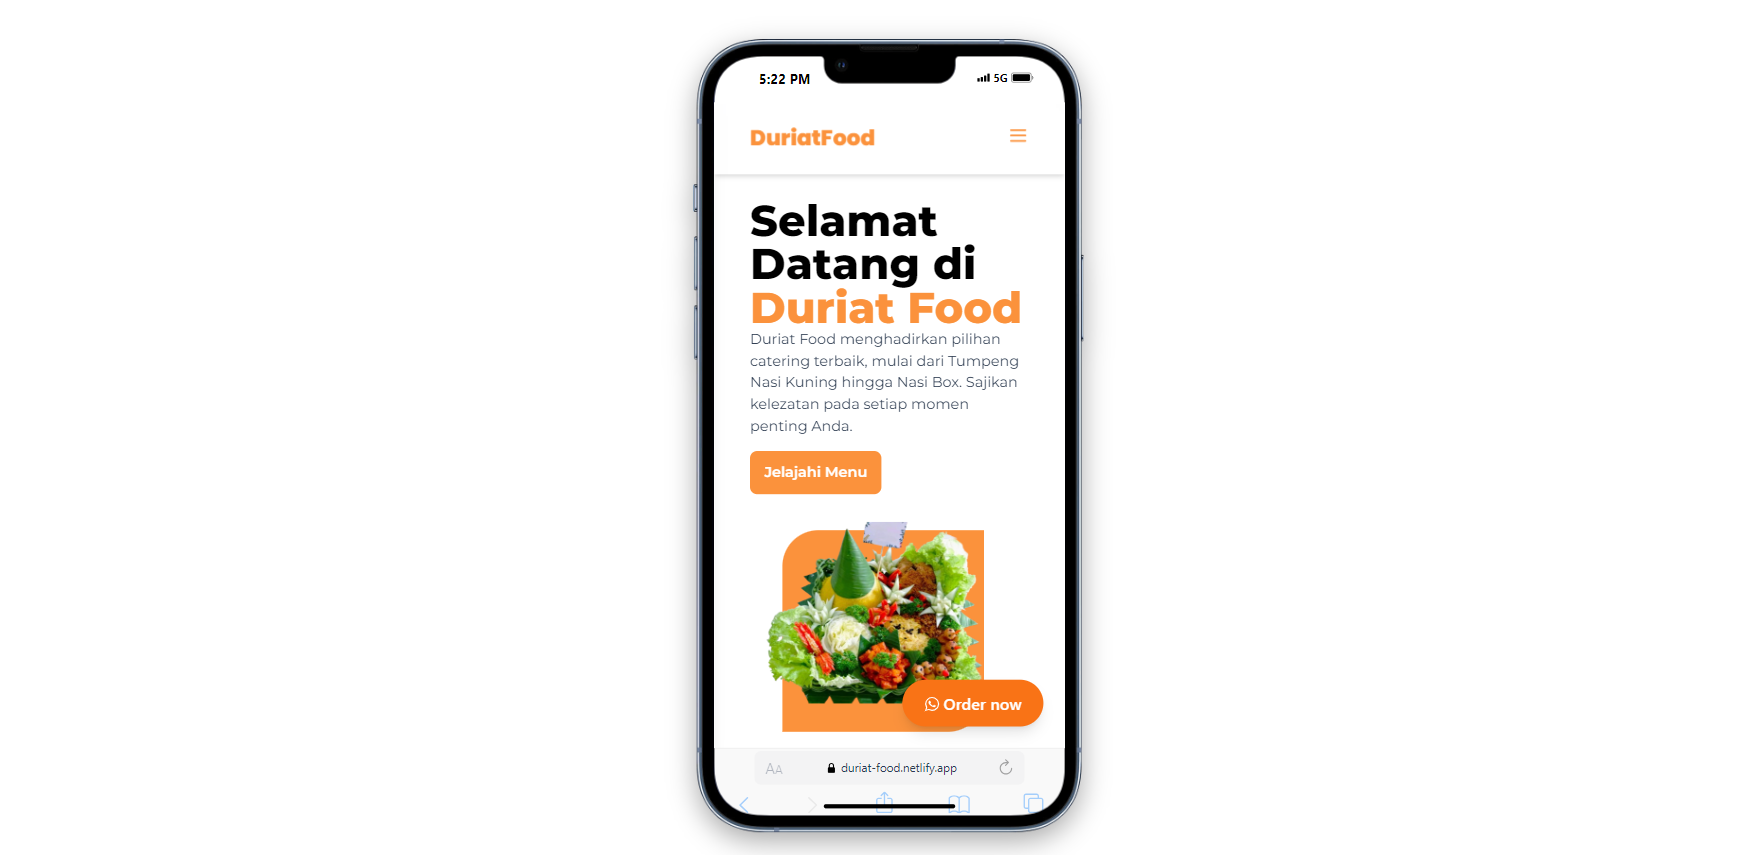 5:22 PM
5G
DuriatFood
Selamat
Datang di
Duriat Food
Duriat Food menghadirkan pilihan
catering terbaik, mulai dari Tumpeng
Nasi Kuning hingga Nasi Box. Sajikan
kelezatan pada setiap momen
penting Anda.
Jelajahi Menu
Order now
AA
duriat-food.netlify.app